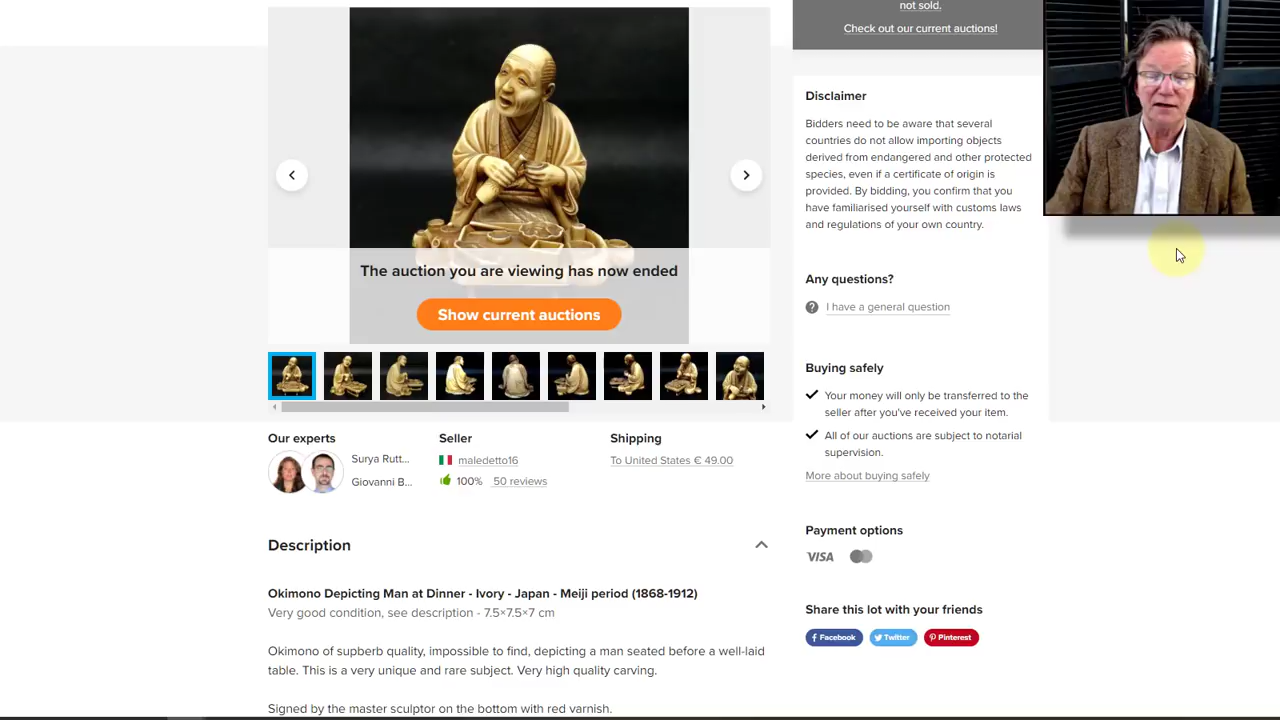 not sold.
Check out our current auctions!
The auction you are viewing has now ended
Show current auctions
Our experts
Surya Rutt...
Giovanni B...
Seller
maledetto16
100% 50 reviews
Shipping
To United States € 49.00
Description
Okimono Depicting Man at Dinner - Ivory - Japan - Meiji period (1868-1912)
Very good condition, see description - 7.5×7.5×7 cm
Okimono of supberb quality, impossible to find, depicting a man seated before a well-laid
table. This is a very unique and rare subject. Very high quality carving.
Signed by the master sculptor on the bottom with red varnish.
Disclaimer
Bidders need to be aware that several
countries do not allow importing objects
derived from endangered and other protected
species, even if a certificate of origin is
provided. By bidding, you confirm that you
have familiarised yourself with customs laws
and regulations of your own country.
Any questions?
I have a general question
Buying safely
Your money will only be transferred to the
seller after you've received your item.
All of our auctions are subject to notarial
supervision.
More about buying safely
Payment options
VISA
Share this lot with your friends
Facebook
Twitter
Pinterest